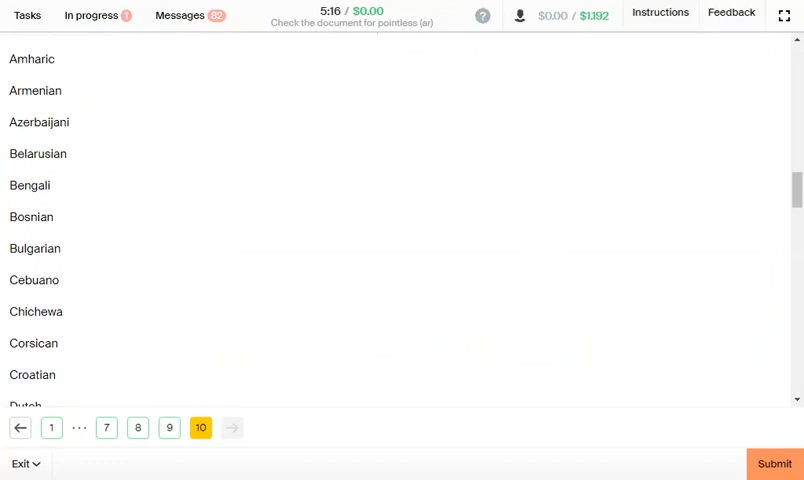 Tasks In progress 1 Messages 82 5:16 / $0.00 ? $0.00 / $1.192 Instructions Feedback
Check the document for pointless (ar)
Amharic
Armenian
Azerbaijani
Belarusian
Bengali
Bosnian
Bulgarian
Cebuano
Chichewa
Corsican
Croatian
Dutch
← 1 ··· 7 8 9 10 →
Exit Submit